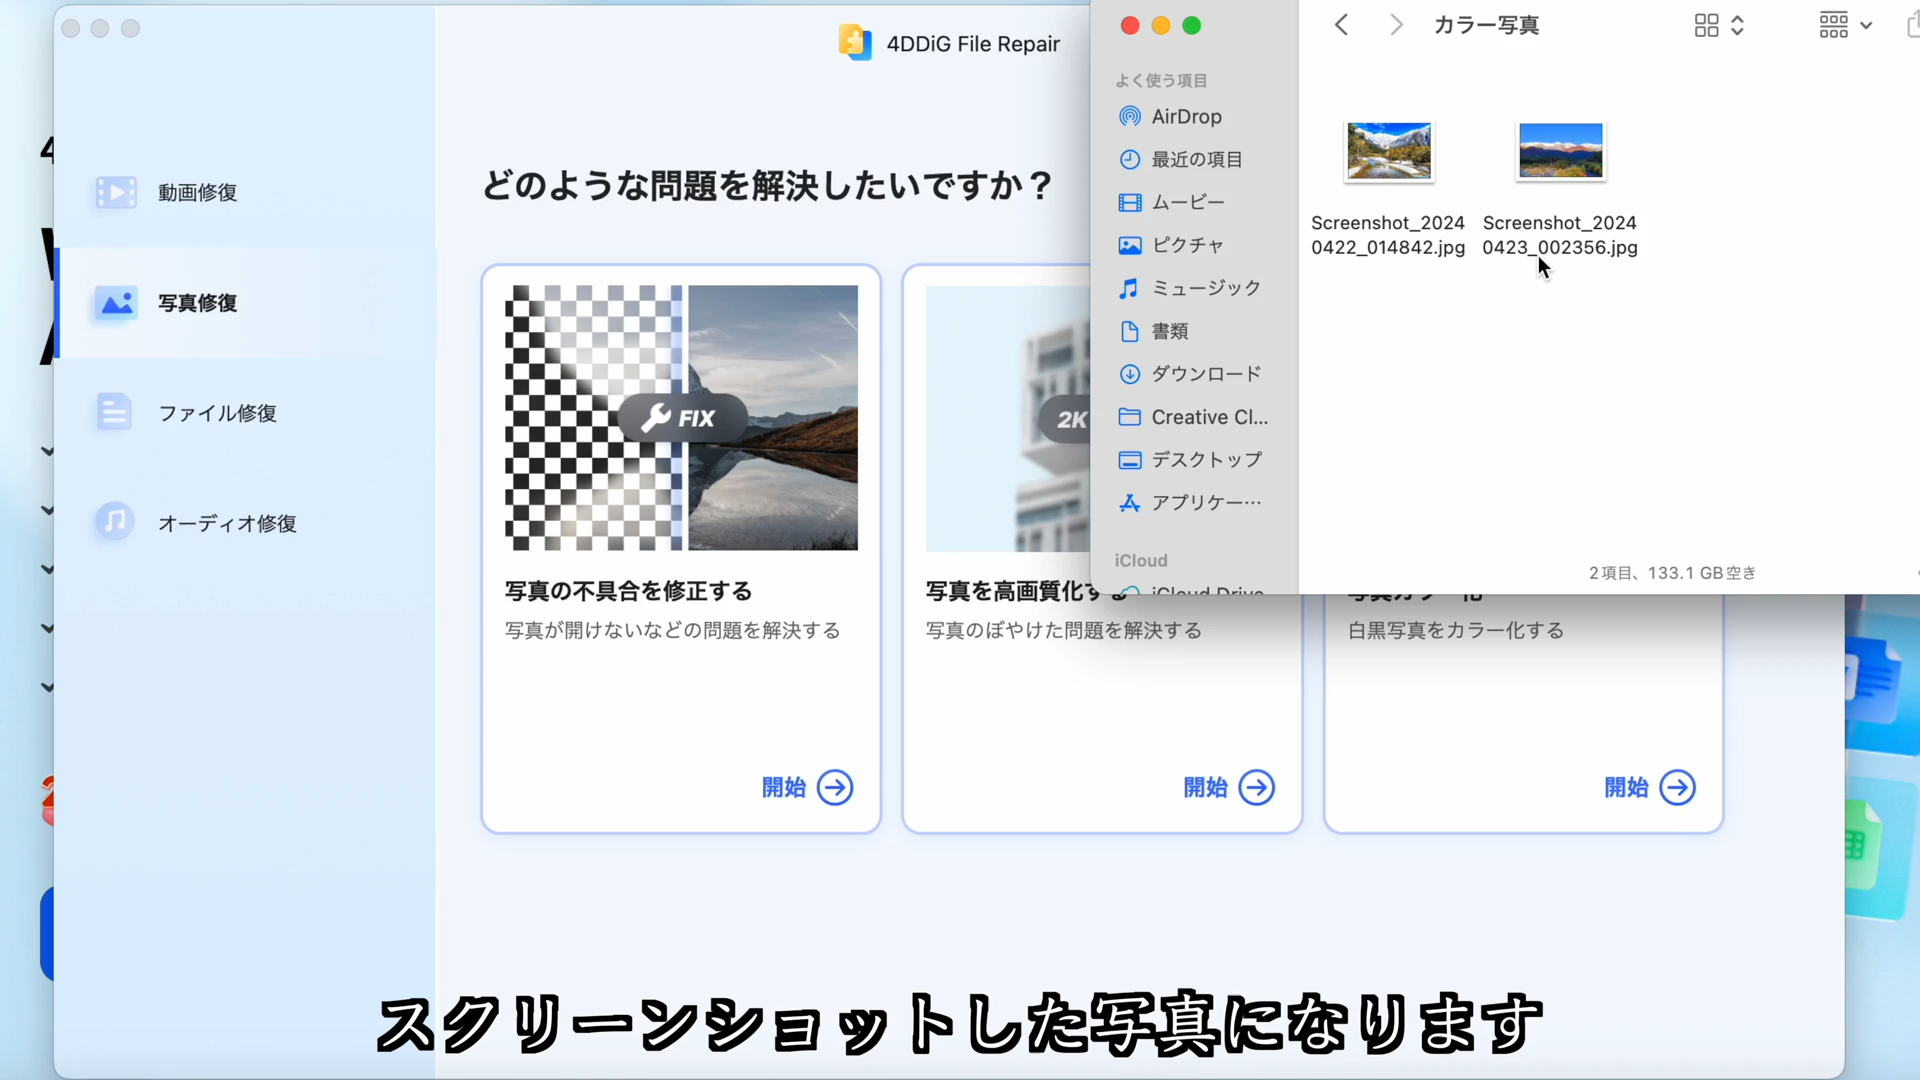 4DDiG File Repair
動画修復
写真修復
ファイル修復
オーディオ修復
どのような問題を解決したいですか？
FIX
写真の不具合を修正する
写真が開けないなどの問題を解決する
開始
2K
写真を高画質化する
写真のぼやけた問題を解決する
開始
白黒写真をカラー化する
開始
カラー写真
よく使う項目
AirDrop
最近の項目
ムービー
ピクチャ
ミュージック
書類
ダウンロード
Creative Cl...
デスクトップ
アプリケー…
iCloud
iCloud Drive
Screenshot_2024
0422_014842.jpg
Screenshot_2024
0423_002356.jpg
2項目、133.1 GB空き
スクリーンショットした写真になります